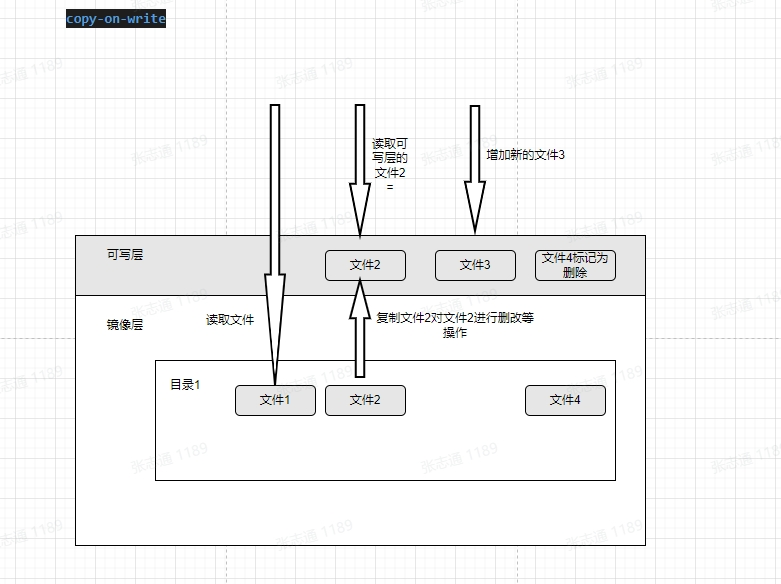 copy-on-write
读取可
写层的
文件2
=
增加新的文件3
可写层
文件2
文件3
文件4标记为
删除
镜像层
读取文件
复制文件2对文件2进行删改等
操作
目录1
文件1
文件2
文件4
张志通 1189